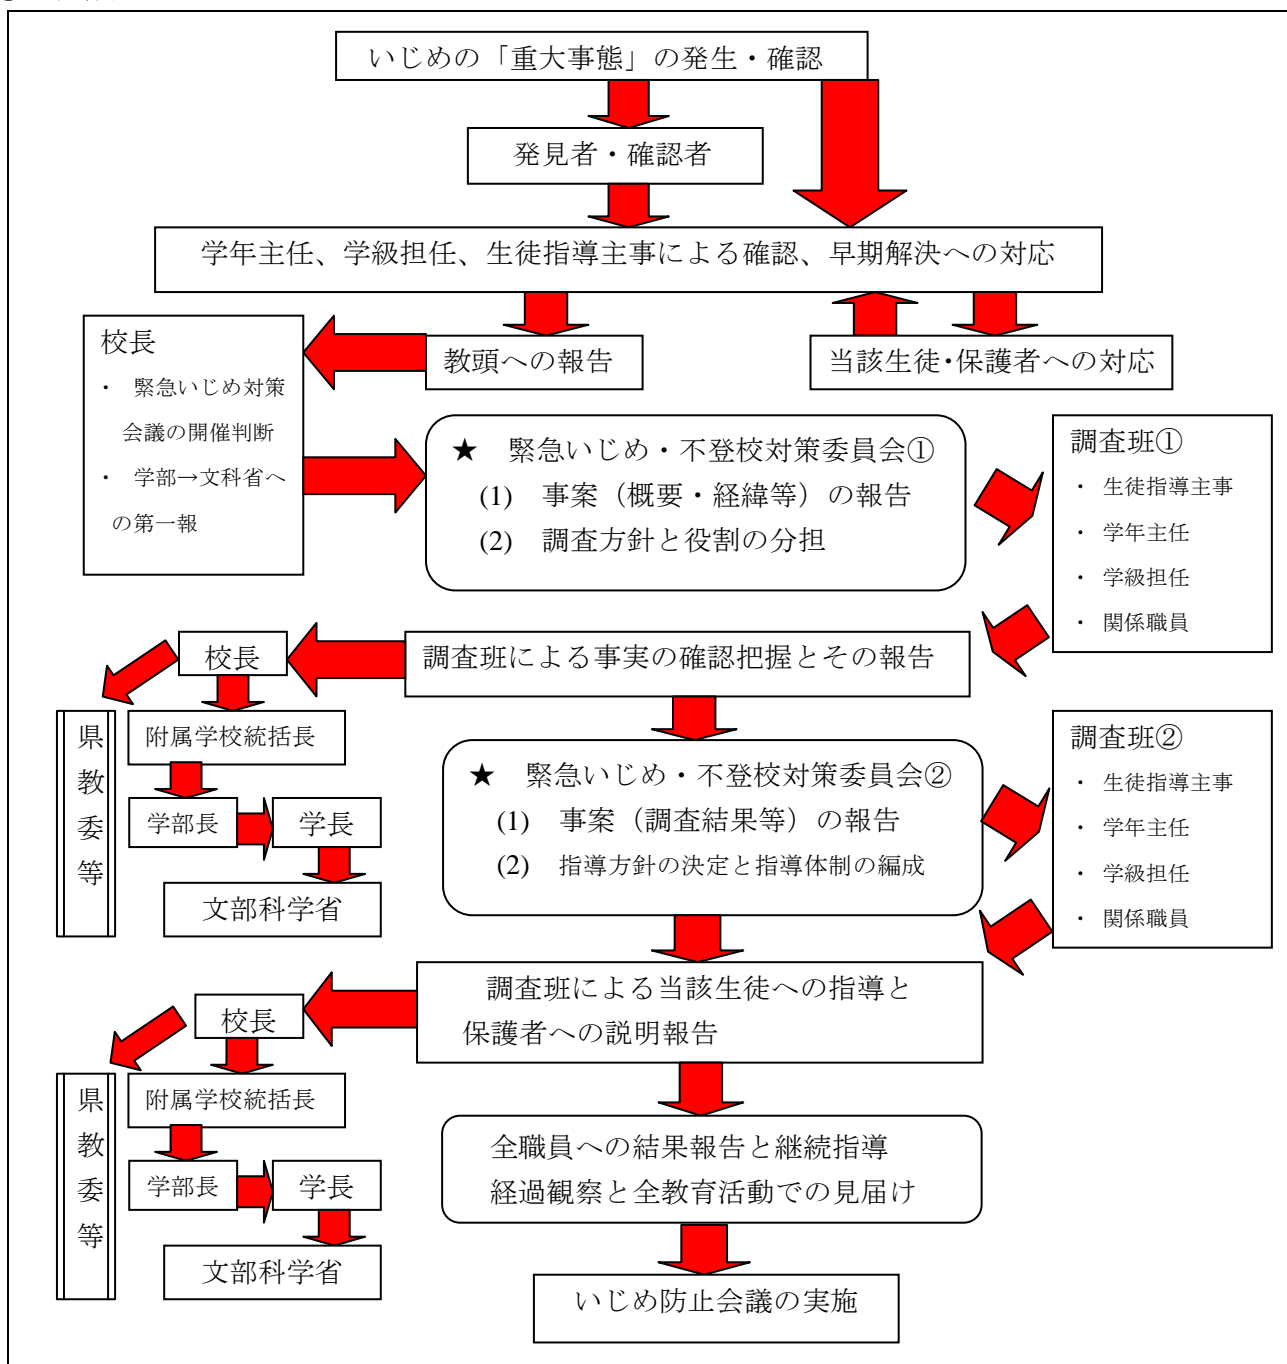 いじめの「重大事態」の発生・確認
発見者・確認者
学年主任、学級担任、生徒指導主事による確認、早期解決への対応
教頭への報告
当該生徒・保護者への対応
校長
・ 緊急いじめ対策
会議の開催判断
・ 学部→文科省へ
の第一報
★ 緊急いじめ・不登校対策委員会①
(1) 事案（概要・経緯等）の報告
(2) 調査方針と役割の分担
調査班①
・ 生徒指導主事
・ 学年主任
・ 学級担任
・ 関係職員
調査班による事実の確認把握とその報告
校長
県教委等
附属学校統括長
学部長
学長
文部科学省
★ 緊急いじめ・不登校対策委員会②
(1) 事案（調査結果等）の報告
(2) 指導方針の決定と指導体制の編成
調査班②
・ 生徒指導主事
・ 学年主任
・ 学級担任
・ 関係職員
調査班による当該生徒への指導と
保護者への説明報告
校長
県教委等
附属学校統括長
学部長
学長
文部科学省
全職員への結果報告と継続指導
経過観察と全教育活動での見届け
いじめ防止会議の実施